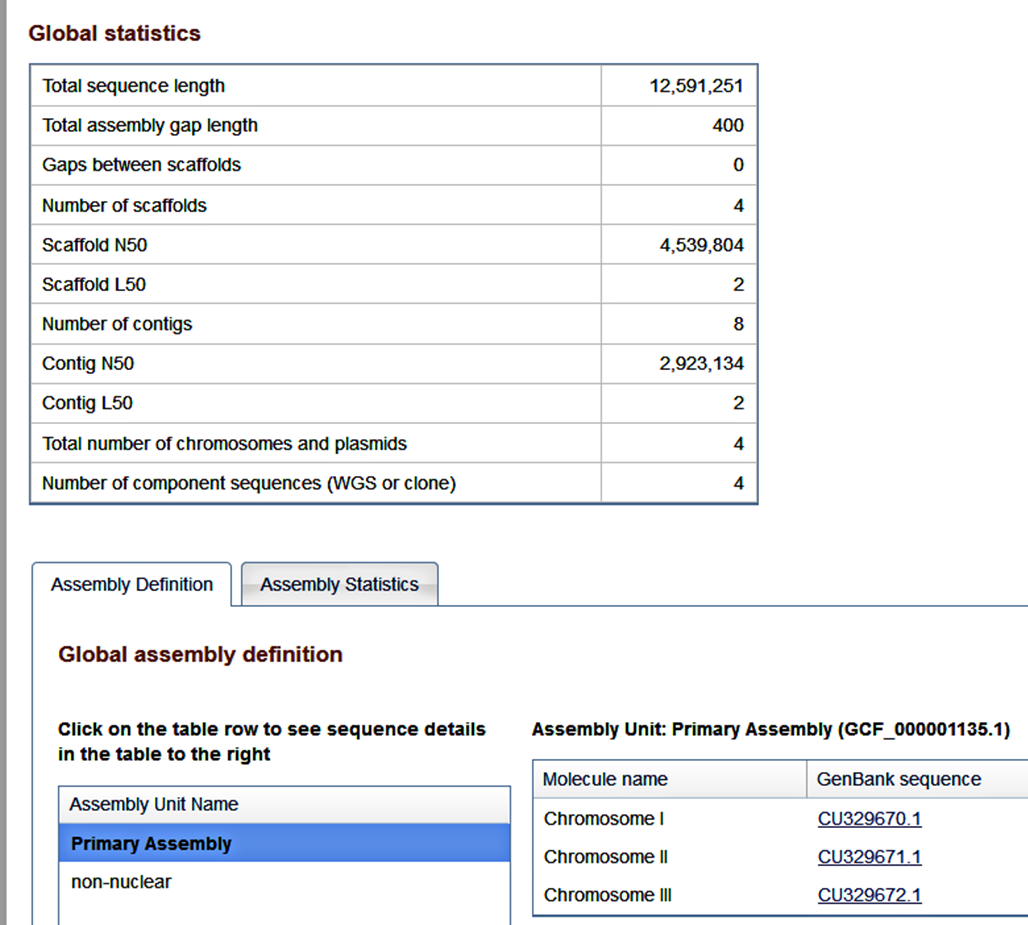 Global statistics
Total sequence length 12,591,251
Total assembly gap length 400
Gaps between scaffolds 0
Number of scaffolds 4
Scaffold N50 4,539,804
Scaffold L50 2
Number of contigs 8
Contig N50 2,923,134
Contig L50 2
Total number of chromosomes and plasmids 4
Number of component sequences (WGS or clone) 4
Assembly Definition Assembly Statistics
Global assembly definition
Click on the table row to see sequence details
in the table to the right
Assembly Unit Name
Primary Assembly
non-nuclear
Assembly Unit: Primary Assembly (GCF_000001135.1)
Molecule name GenBank sequence
Chromosome I CU329670.1
Chromosome II CU329671.1
Chromosome III CU329672.1